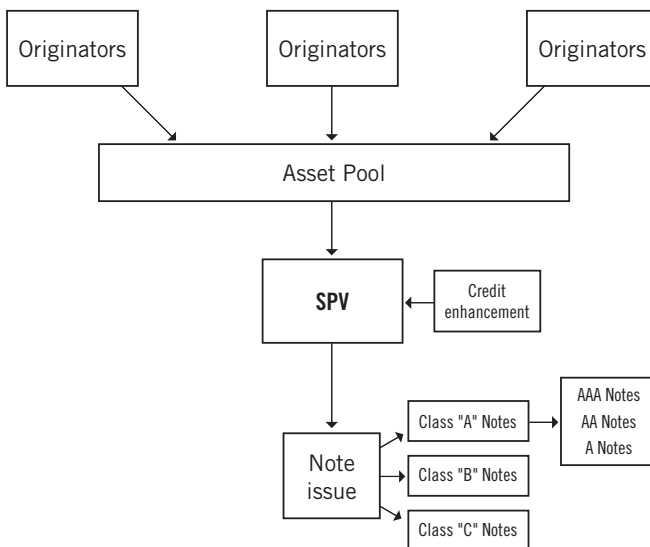 Originators
Originators
Originators
Asset Pool
SPV
Credit
enhancement
Note
issue
Class "A" Notes
Class "B" Notes
Class "C" Notes
AAA Notes
AA Notes
A Notes